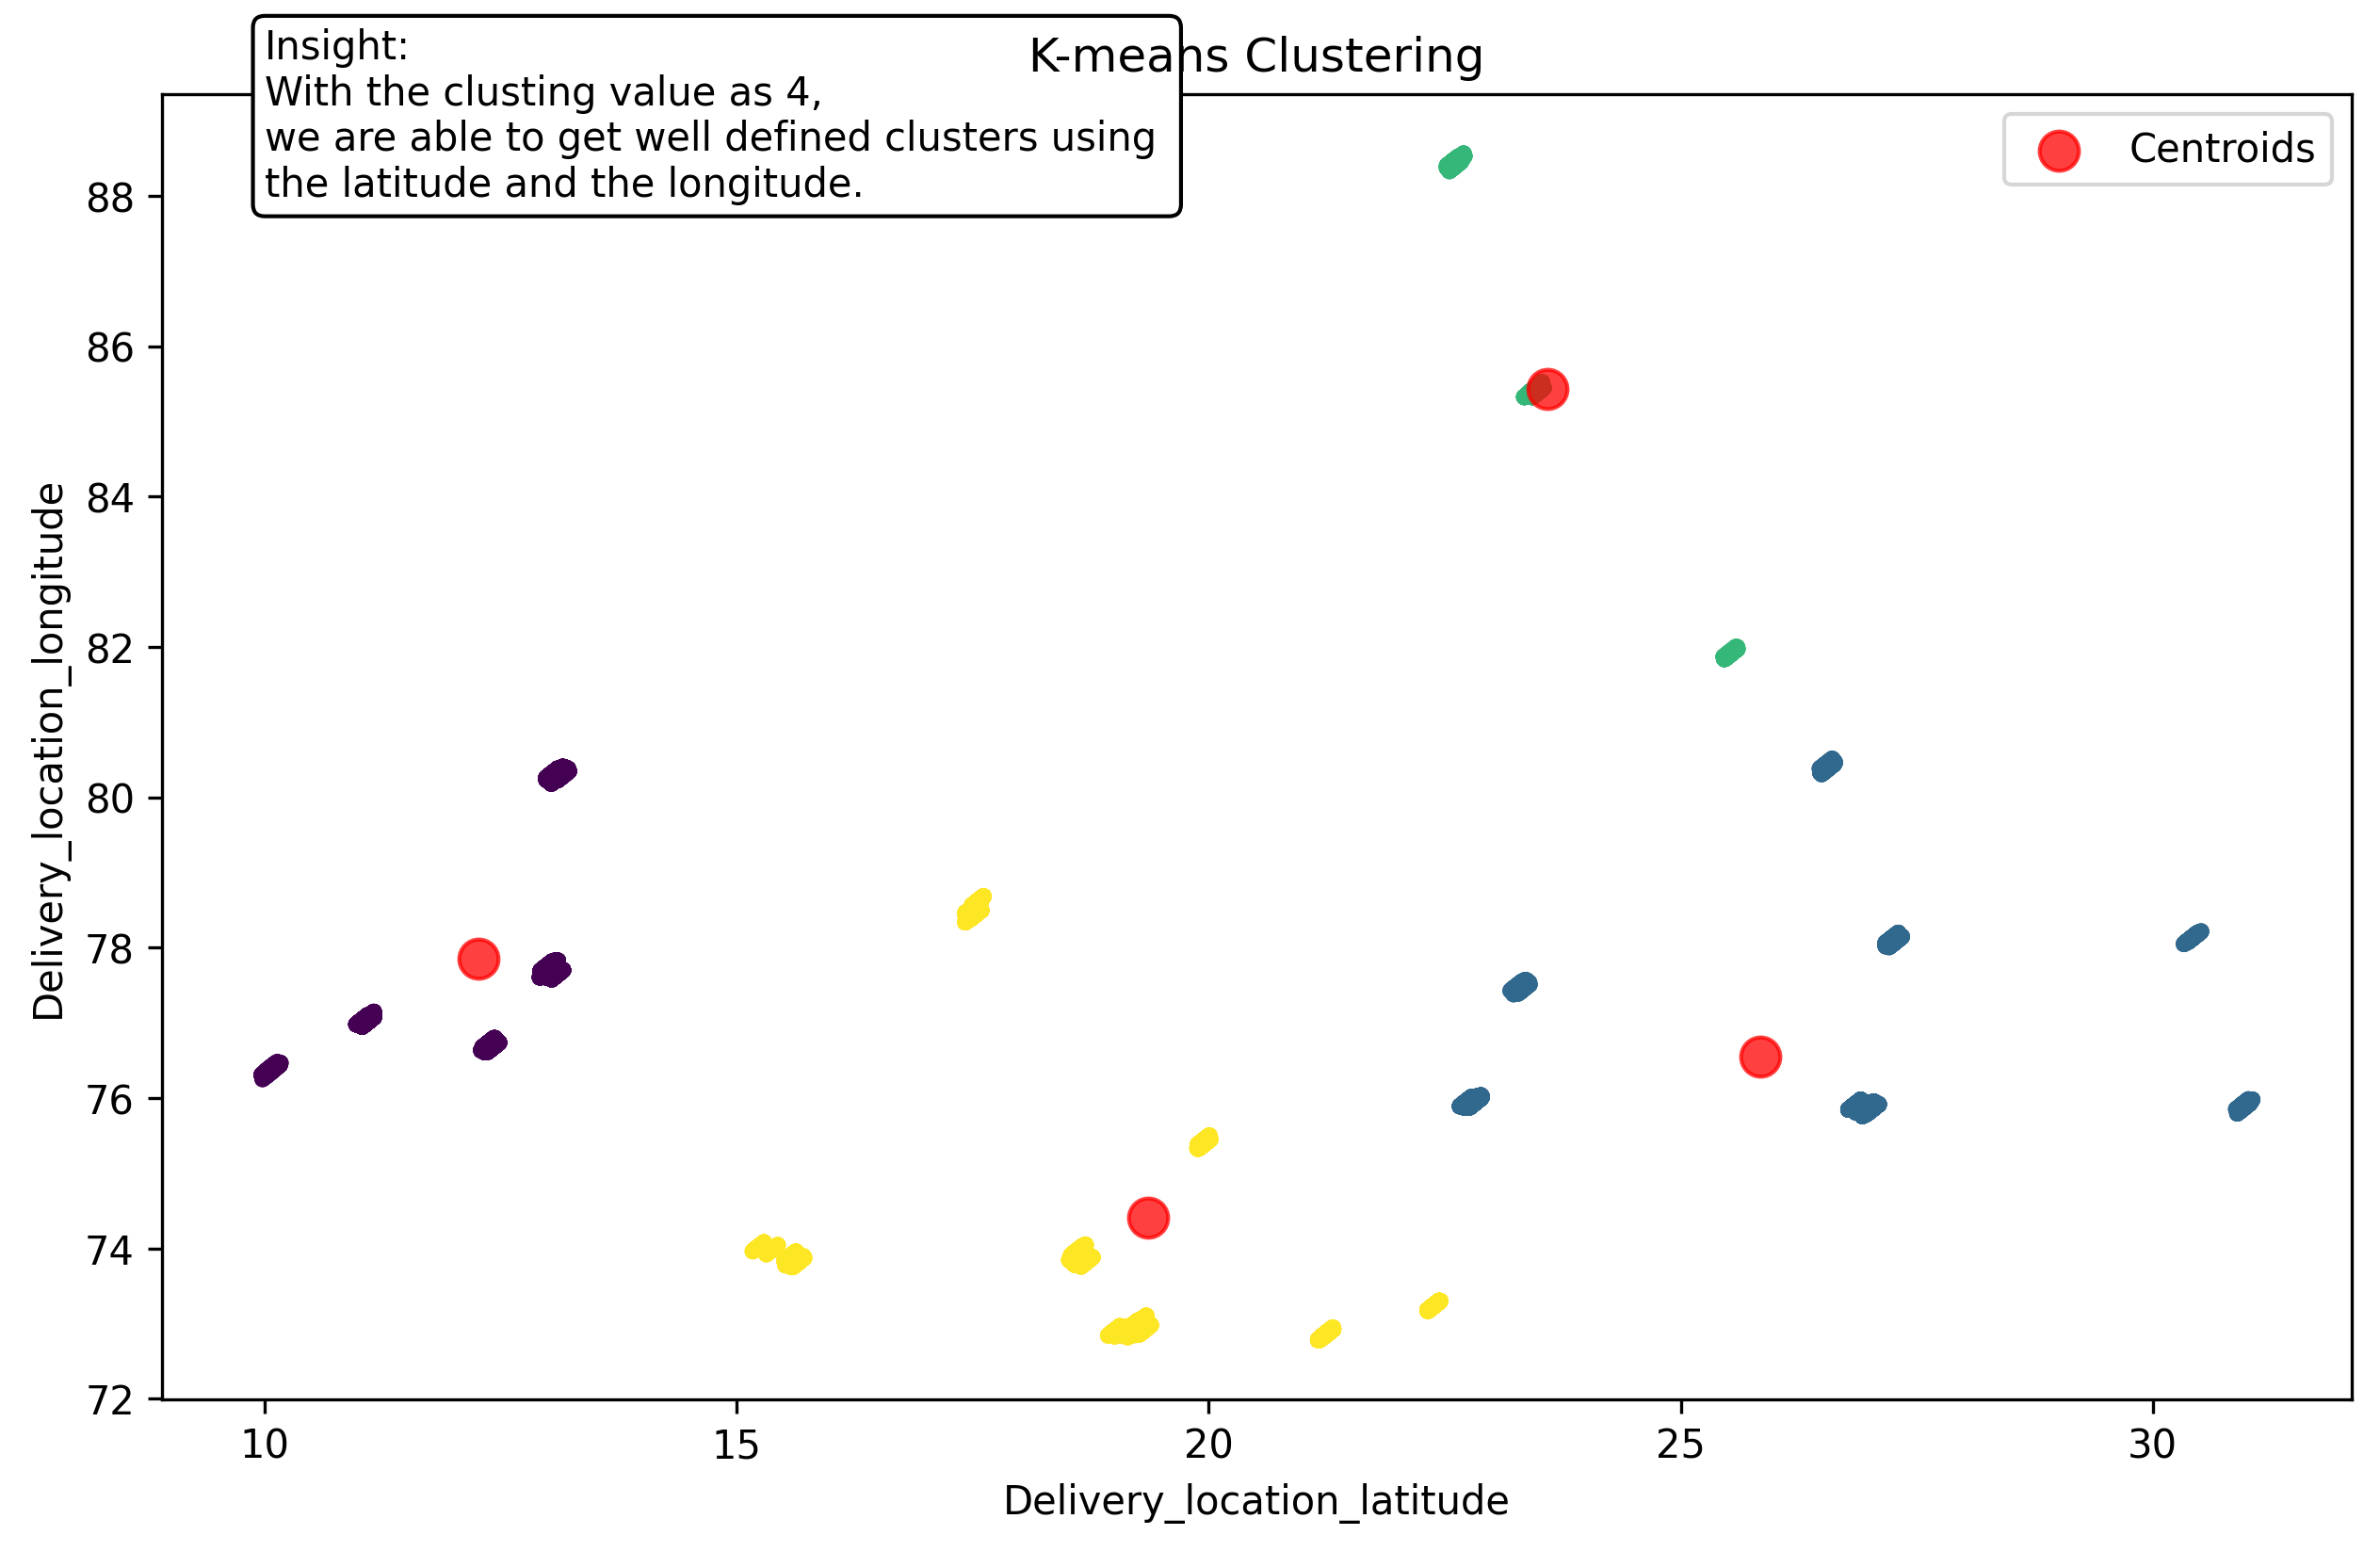 K-means Clustering
Insight:
With the clusting value as 4,
we are able to get well defined clusters using
the latitude and the longitude.
Centroids
Delivery_location_longitude
88
86
84
82
80
78
76
74
72
10 15 20 25 30
Delivery_location_latitude